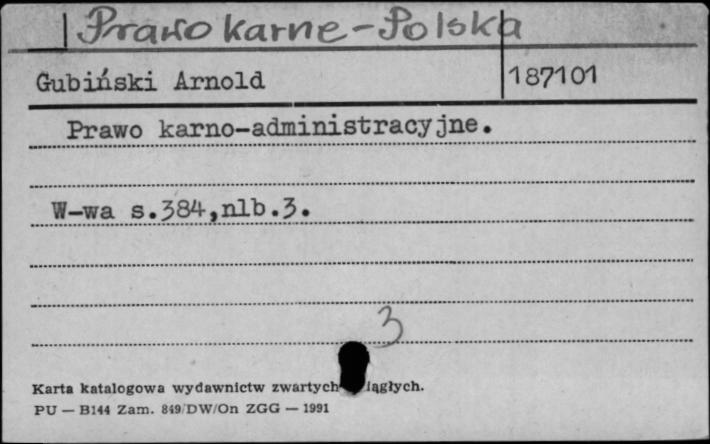 Prawo karne-Polska
Gubiński Arnold 187101
Prawo karno-administracyjne.
W-wa s.384,nlb.3.
3
Karta katalogowa wydawnictw zwartych iągłych.
PU — B144 Zam. 849/DW/On ZGG — 1991